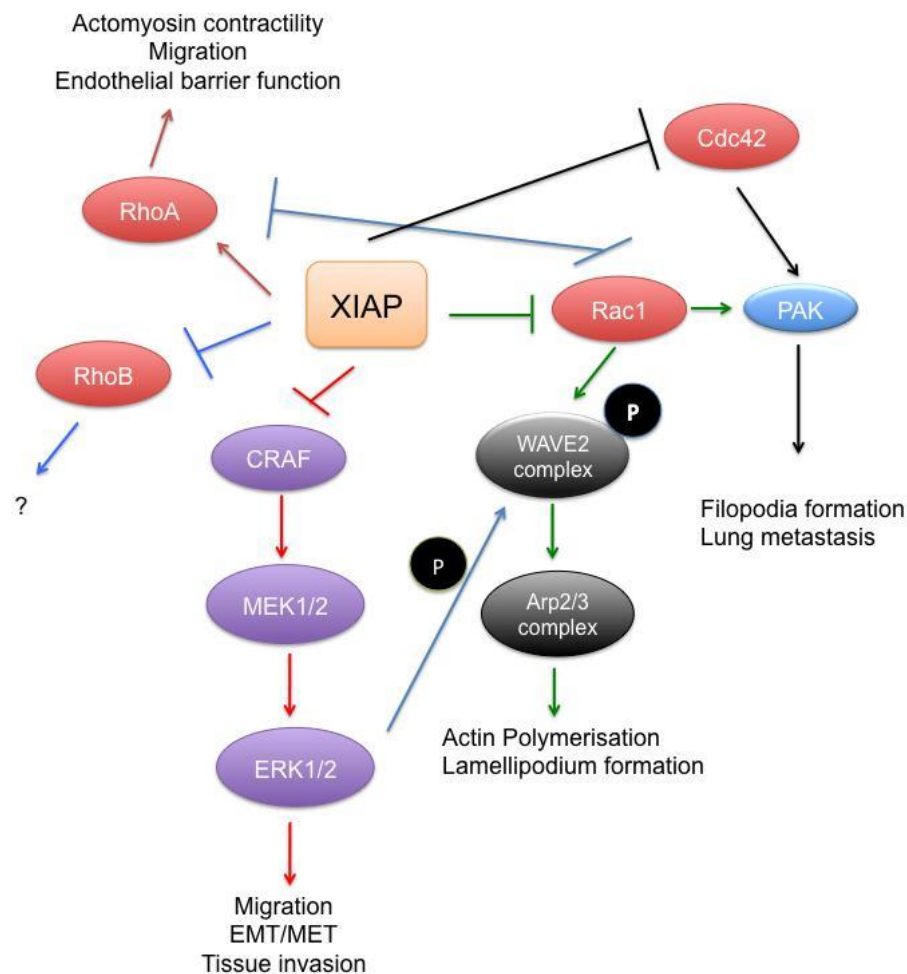 Actomyosin contractility
Migration
Endothelial barrier function
Cdc42
RhoA
XIAP
Rac1
PAK
RhoB
P
CRAF
WAVE2
complex
?
Filopodia formation
Lung metastasis
P
MEK1/2
Arp2/3
complex
Actin Polymerisation
Lamellipodium formation
ERK1/2
Migration
EMT/MET
Tissue invasion